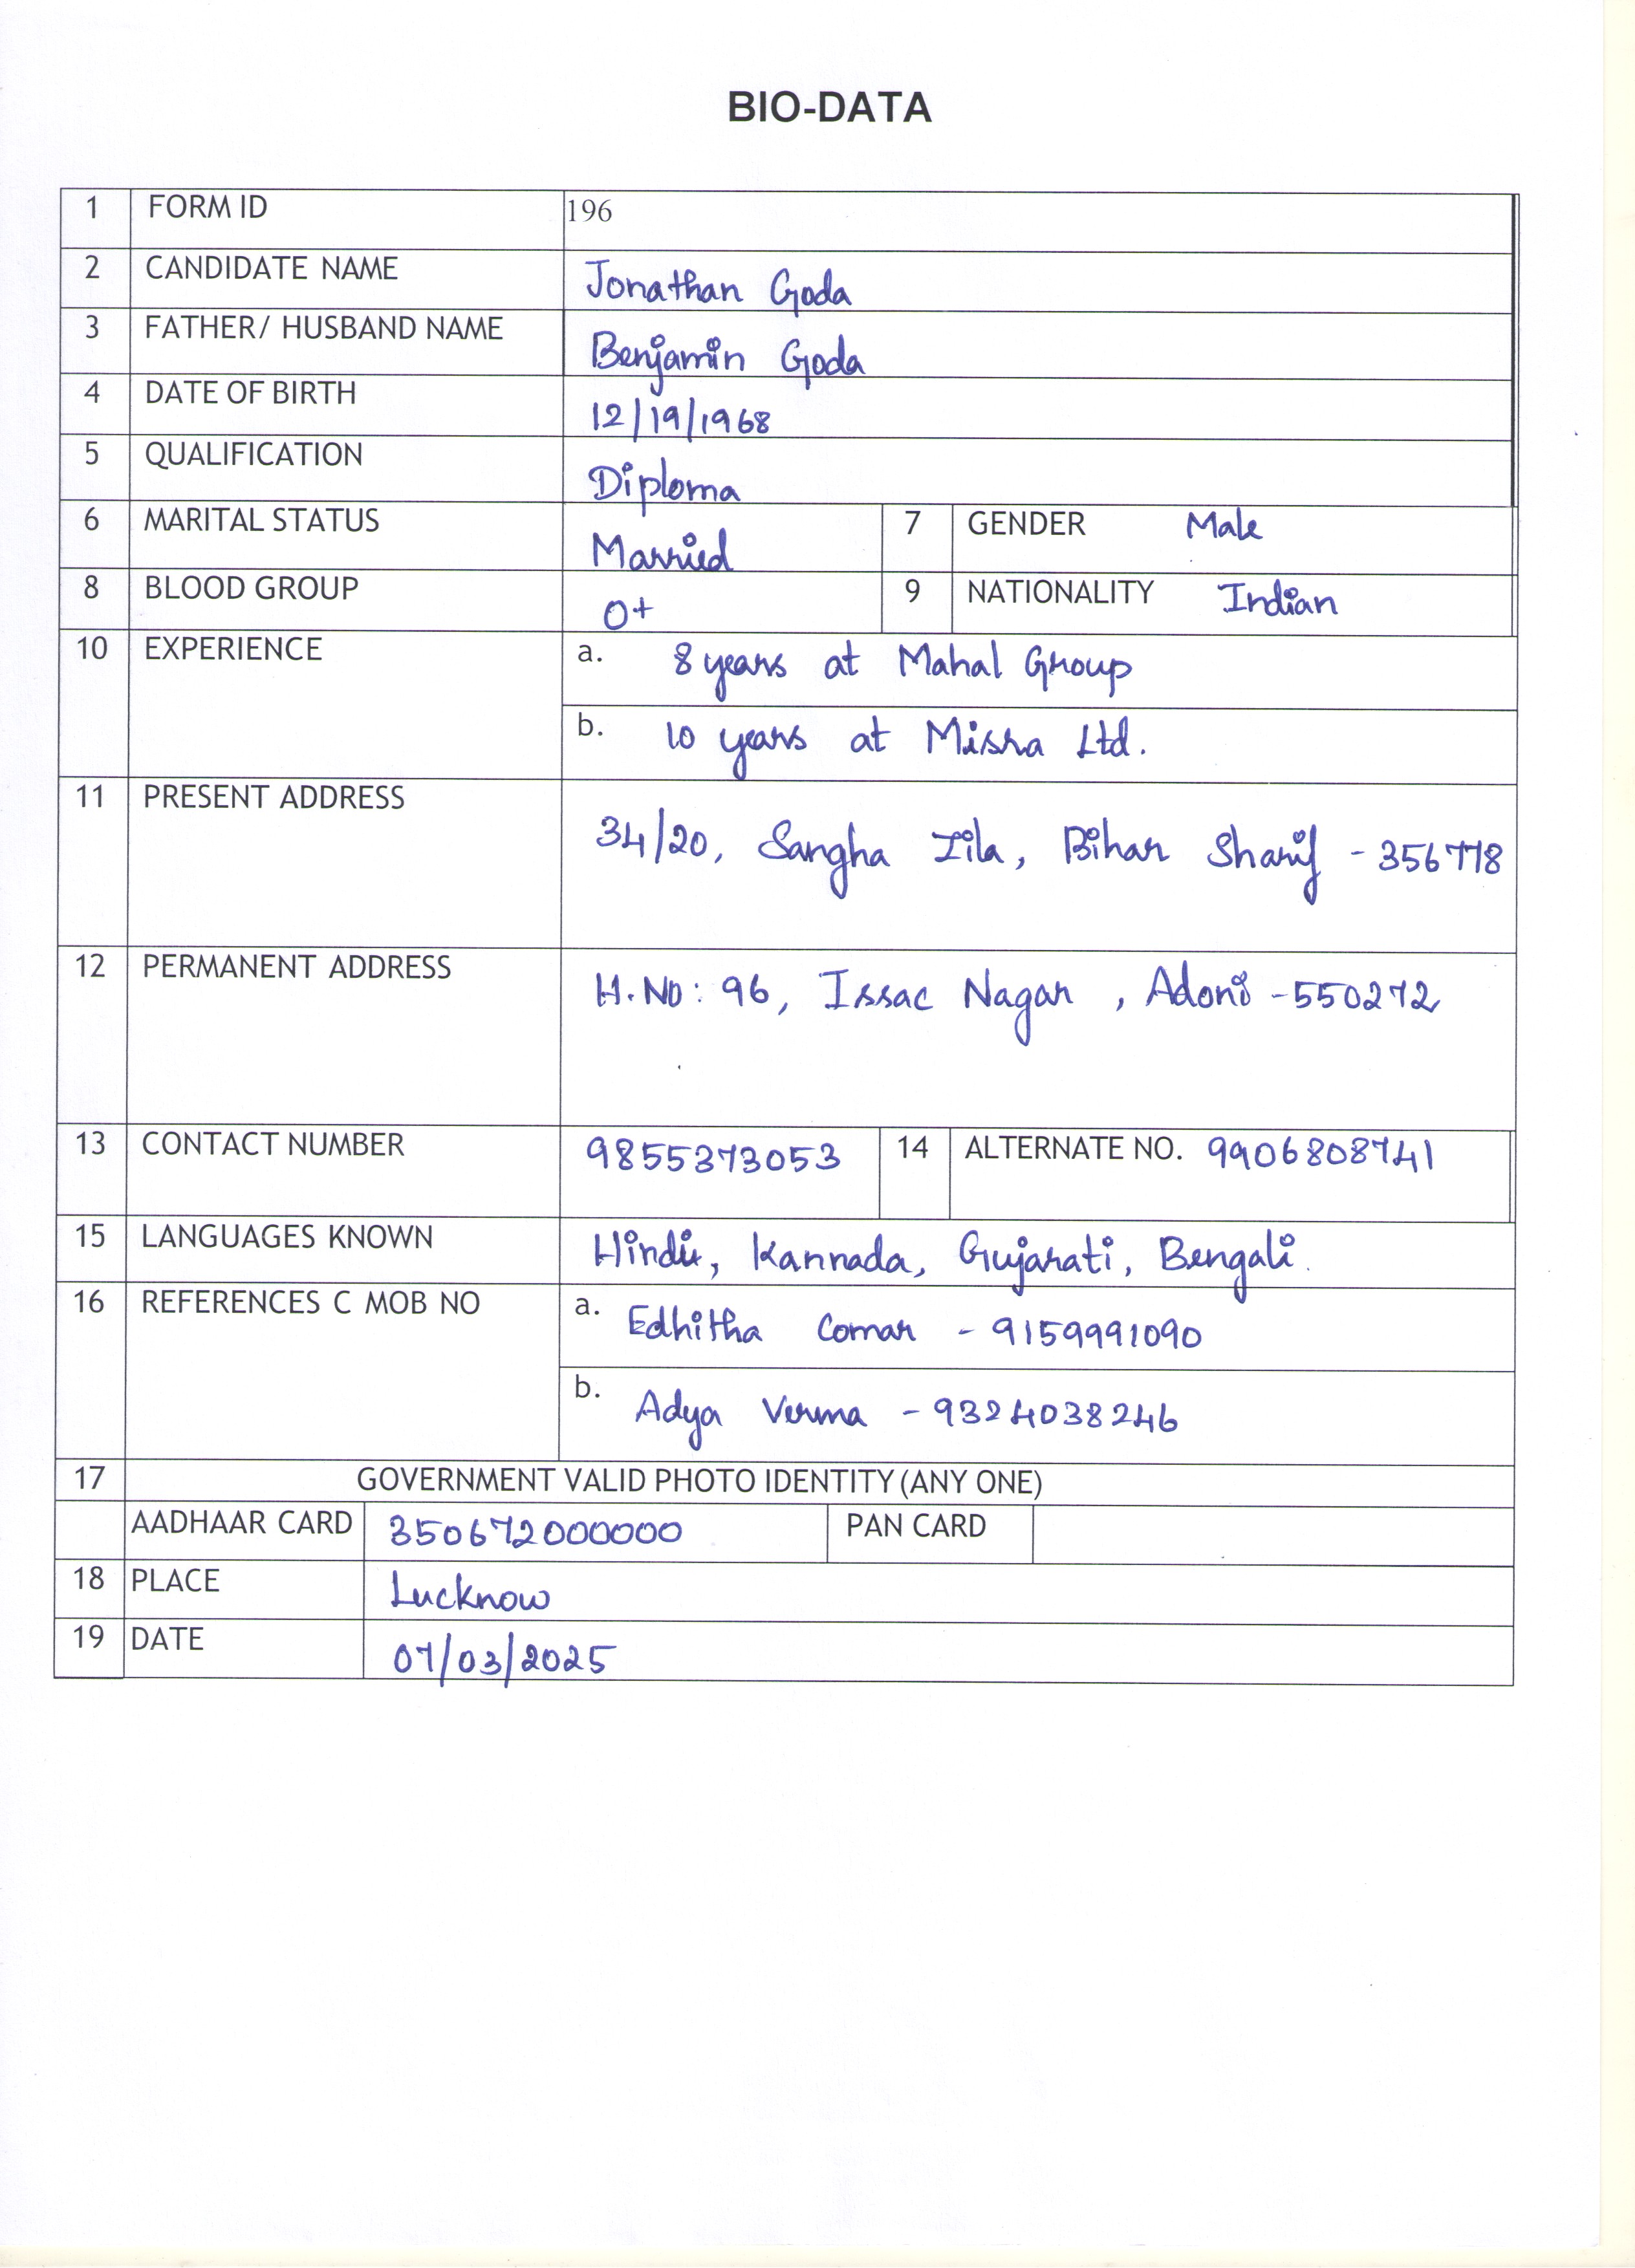 BIO-DATA
1 FORM ID 196
2 CANDIDATE NAME Jonathan Goda
3 FATHER/ HUSBAND NAME Benjamin Goda
4 DATE OF BIRTH 12/19/1968
5 QUALIFICATION Diploma
6 MARITAL STATUS Married 7 GENDER Male
8 BLOOD GROUP O+ 9 NATIONALITY Indian
10 EXPERIENCE a. 8 years at Mahal Group
b. 10 years at Misra Ltd.
11 PRESENT ADDRESS 34/20, Sangha Zila, Bihar Sharif - 356778
12 PERMANENT ADDRESS H.No: 96, Issac Nagar , Adoni - 550272
13 CONTACT NUMBER 9855373053 14 ALTERNATE NO. 9906808741
15 LANGUAGES KNOWN Hindi, Kannada, Gujarati, Bengali.
16 REFERENCES C MOB NO a. Edhitha Comar - 9159991090
b. Adya Verma - 9324038246
17 GOVERNMENT VALID PHOTO IDENTITY (ANY ONE)
AADHAAR CARD 350672000000 PAN CARD
18 PLACE Lucknow
19 DATE 07/03/2025